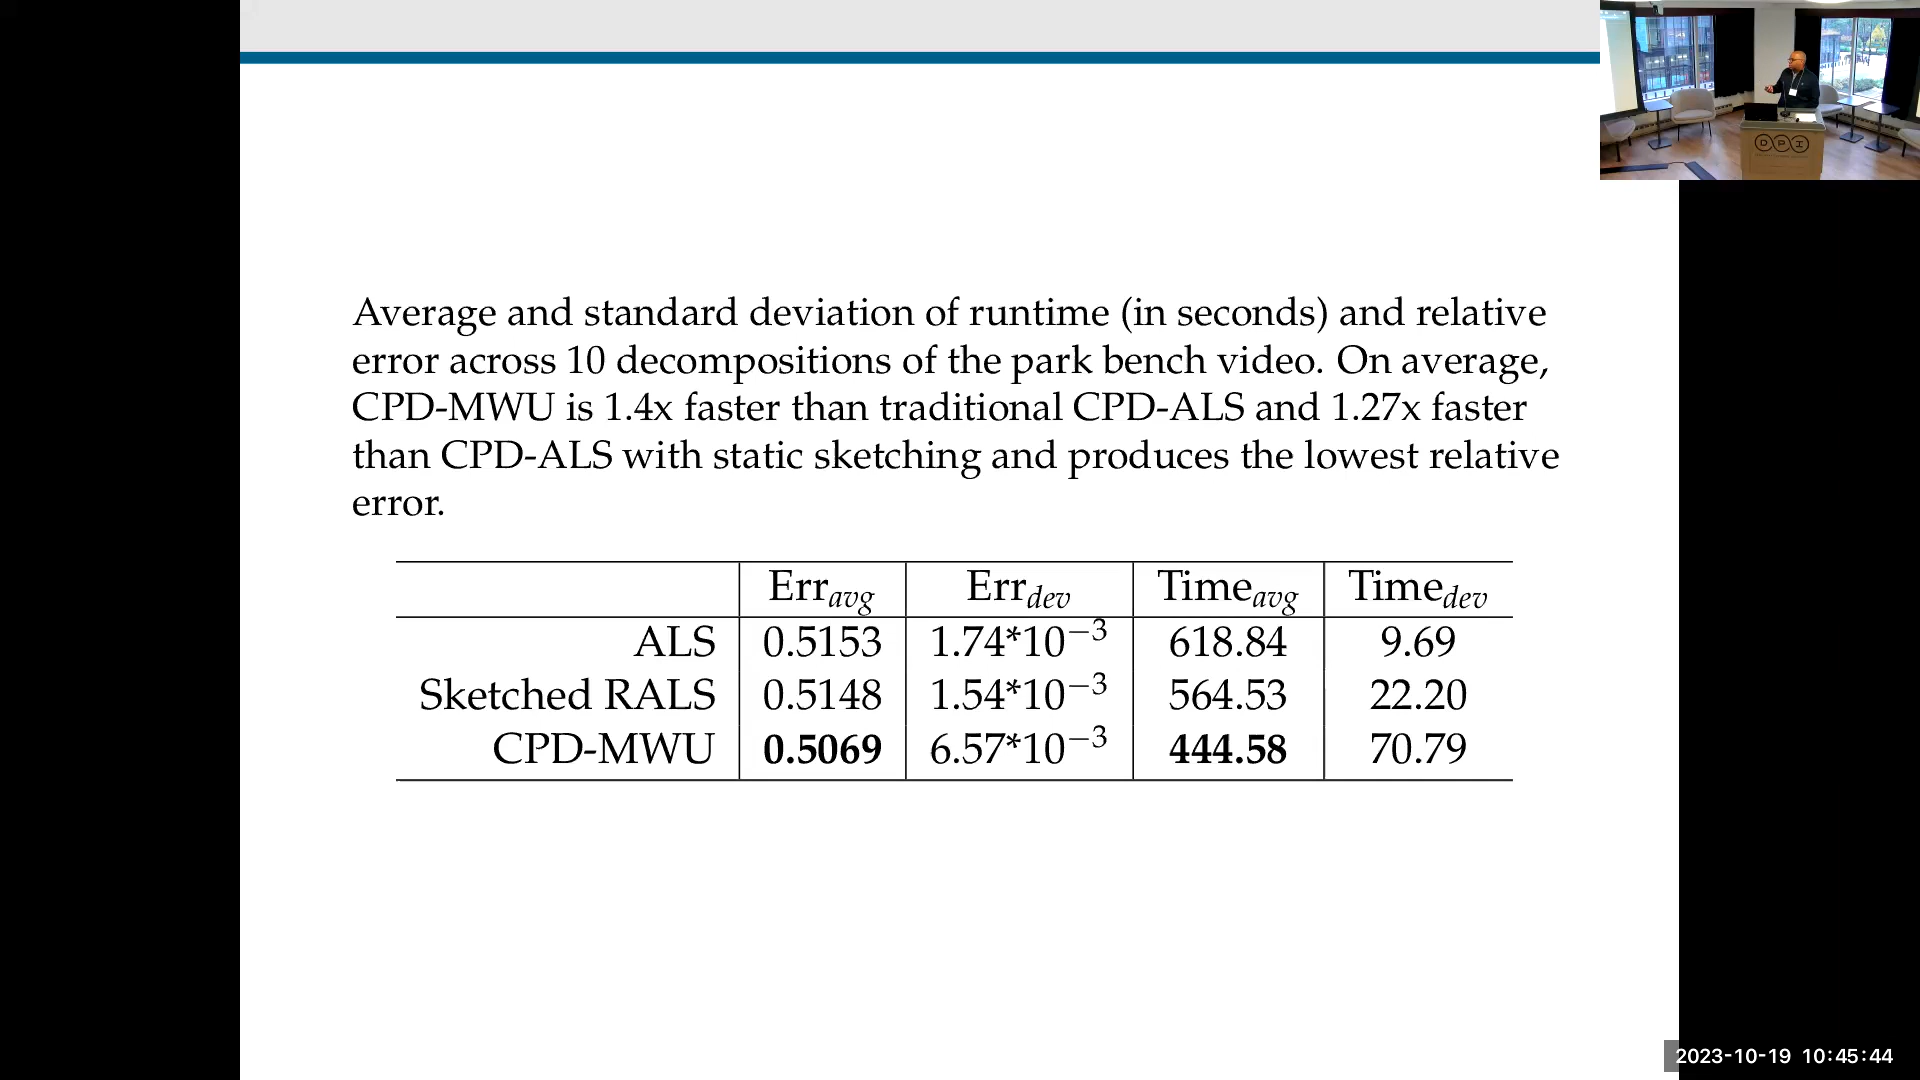 Average and standard deviation of runtime (in seconds) and relative
error across 10 decompositions of the park bench video. On average,
CPD-MWU is 1.4x faster than traditional CPD-ALS and 1.27x faster
than CPD-ALS with static sketching and produces the lowest relative
error.
Err_avg Err_dev Time_avg Time_dev
ALS 0.5153 1.74*10^−3 618.84 9.69
Sketched RALS 0.5148 1.54*10^−3 564.53 22.20
CPD-MWU 0.5069 6.57*10^−3 444.58 70.79
DPI
2023-10-19 10:45:44